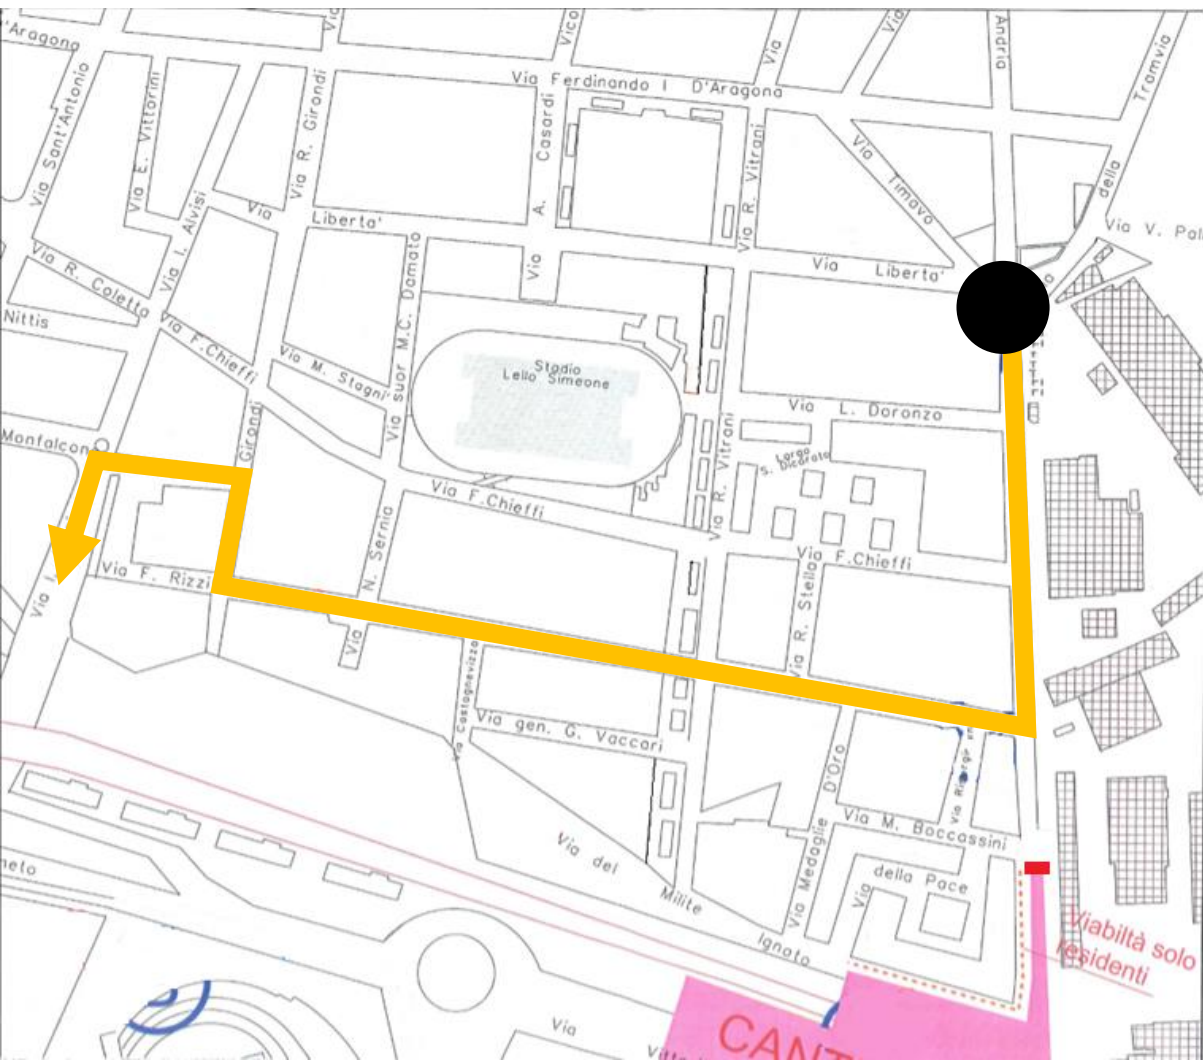 D'Aragona
Via Sant'Antonio
Via E. Vittorini
Via R. Girondi
Via I. Alvisi
Via Ferdinando I D'Aragona
Via A. Casardi
Via R. Vitrani
Via
Via
Andria
Via Timavo
della Tramvia
Via V. Pal
Via Liberta'
Via Liberta'
Via R. Coletta
Nittis
Via F.Chieffi
Via M. Stagni'
Via suor M.C. Damato
Stadio
Lello Simeone
Via L. Doronzo
Largo
S. Dicorato
Monfalcon
Girondi
Via F.Chieffi
Via R. Vitrani
Via F.Chieffi
Via N. Sernia
Via R. Stella
Via F. Rizzi
Via I.
Via Castagnevizza
Via gen. G. Vaccari
Via Medaglie D'Oro
Via M. Boccassini
Via della Pace
Via del Milite Ignoto
neto
Viabiltà solo
residenti
CANT
Via